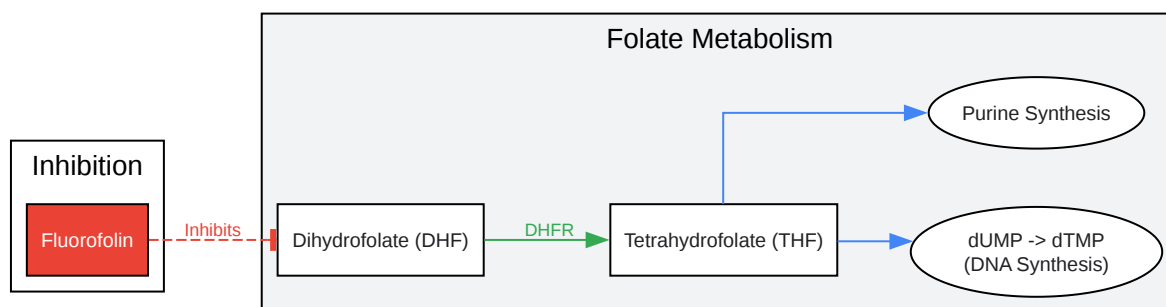 Folate Metabolism
Purine Synthesis
Inhibition
Fluorofolin
Inhibits
Dihydrofolate (DHF)
DHFR
Tetrahydrofolate (THF)
dUMP -> dTMP
(DNA Synthesis)